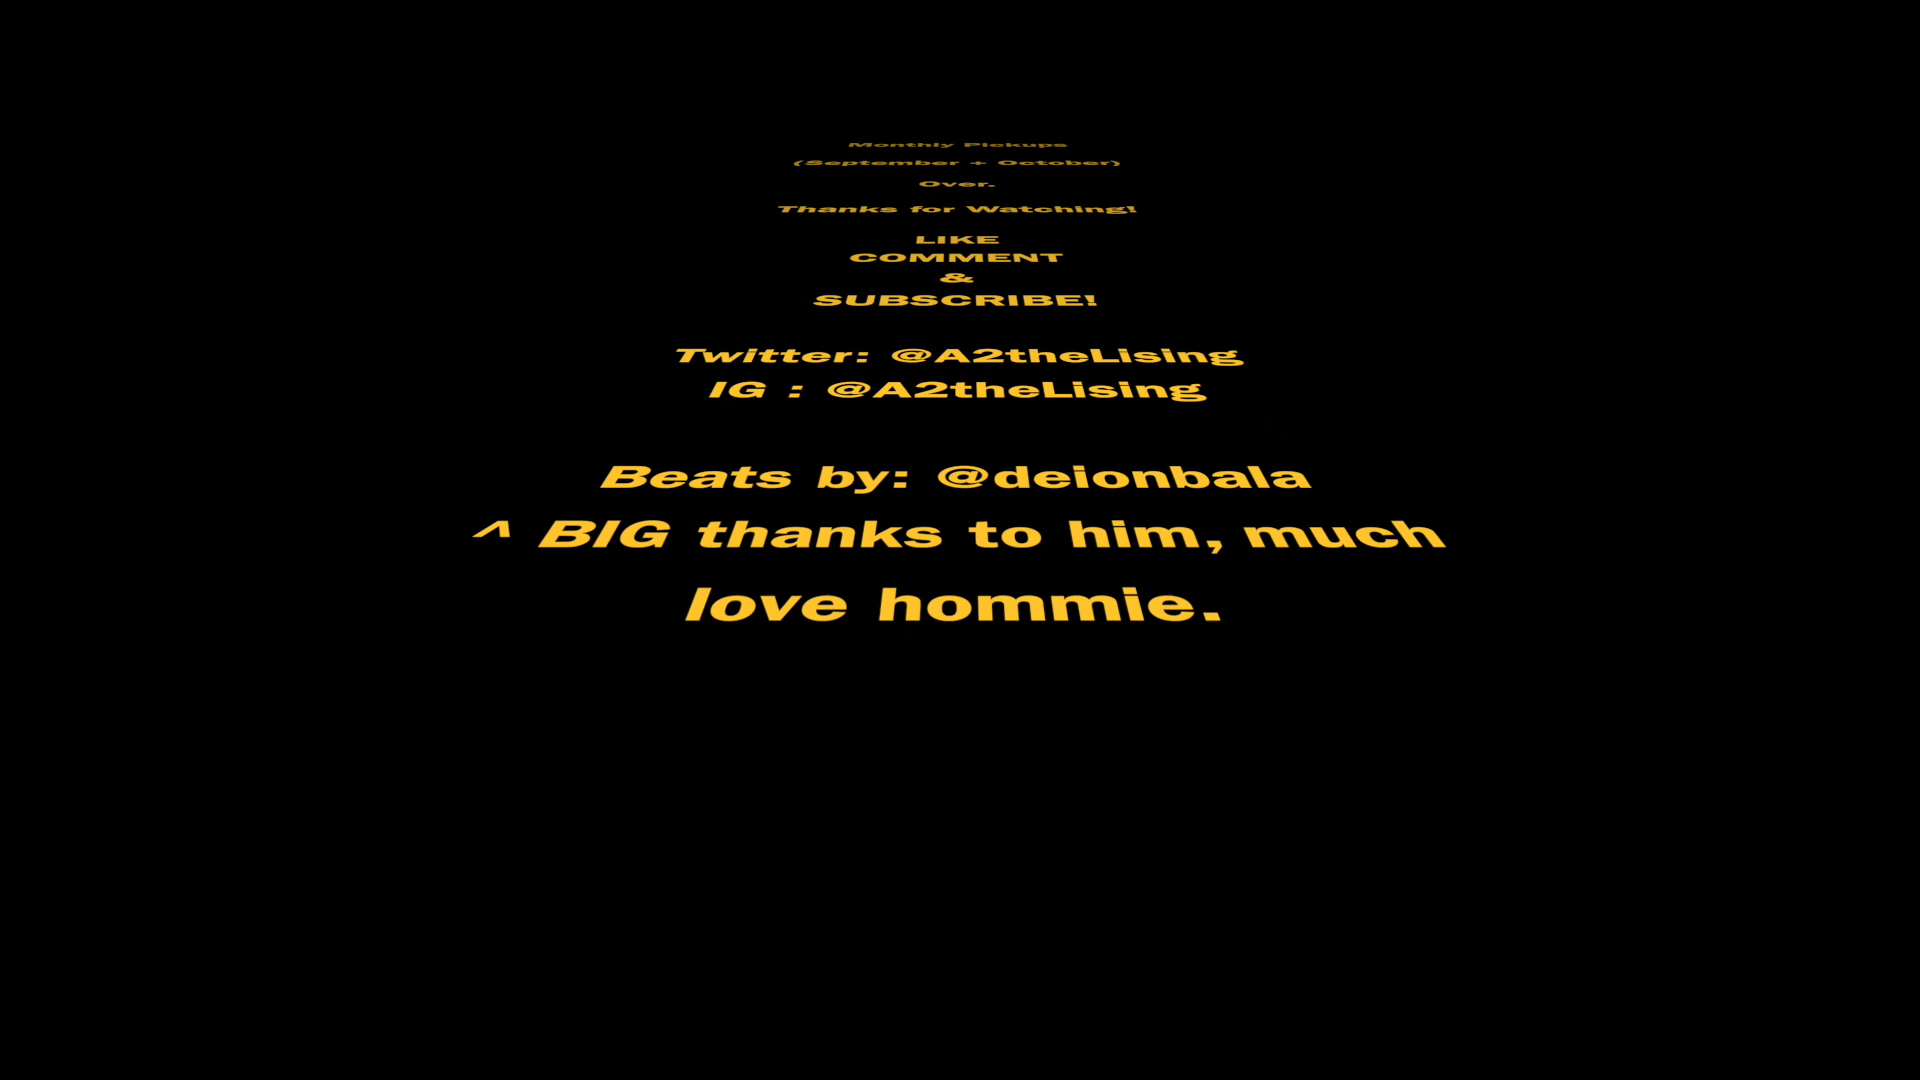 Monthly Pickups
(September + October)
Over.
Thanks for Watching!
LIKE
COMMENT
&
SUBSCRIBE!
Twitter: @A2theLising
IG : @A2theLising
Beats by: @deionbala
^ BIG thanks to him, much
love hommie.